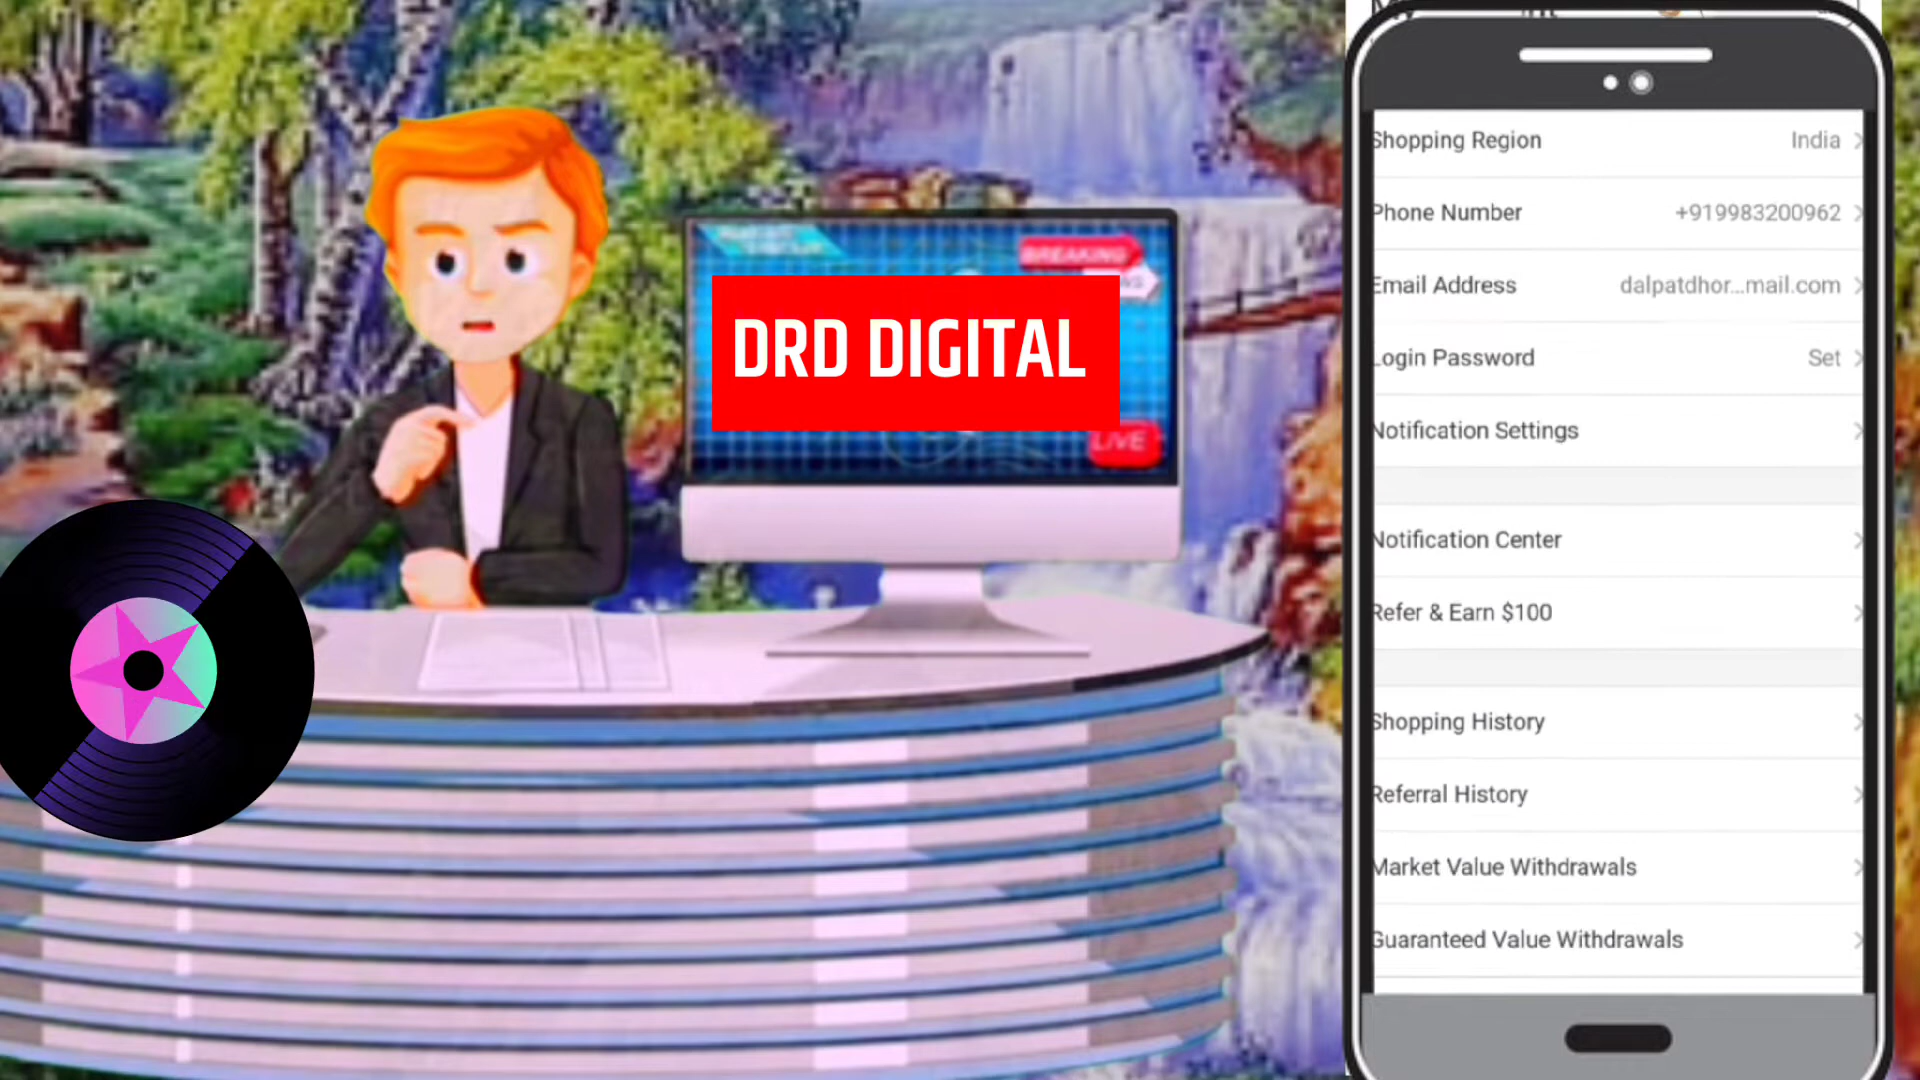 BREAKING
DRD DIGITAL
LIVE
Shopping Region India
Phone Number +919983200962
Email Address dalpatdhor...mail.com
Login Password Set
Notification Settings
Notification Center
Refer & Earn $100
Shopping History
Referral History
Market Value Withdrawals
Guaranteed Value Withdrawals